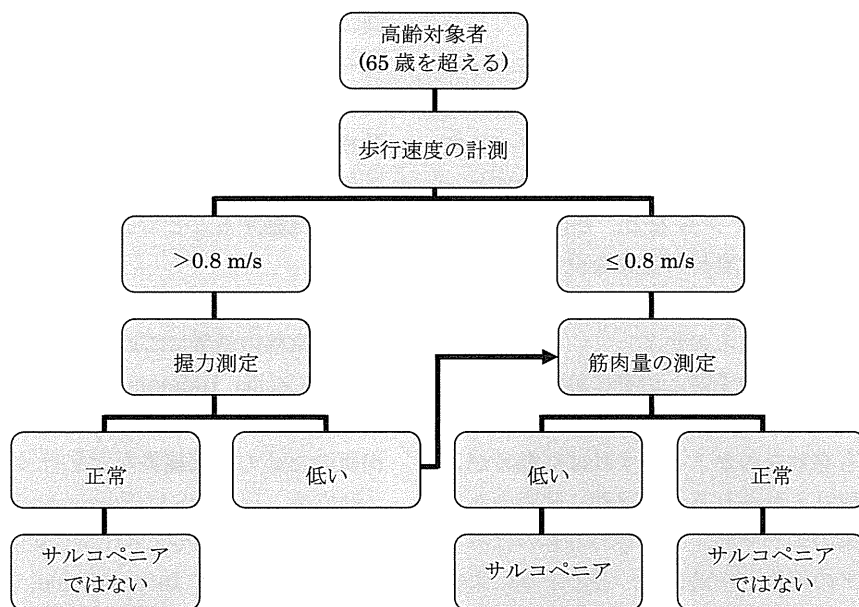 高齢対象者
(65 歳を超える)
歩行速度の計測
>0.8 m/s
≤ 0.8 m/s
握力測定
筋肉量の測定
正常
低い
低い
正常
サルコペニア
ではない
サルコペニア
サルコペニア
ではない